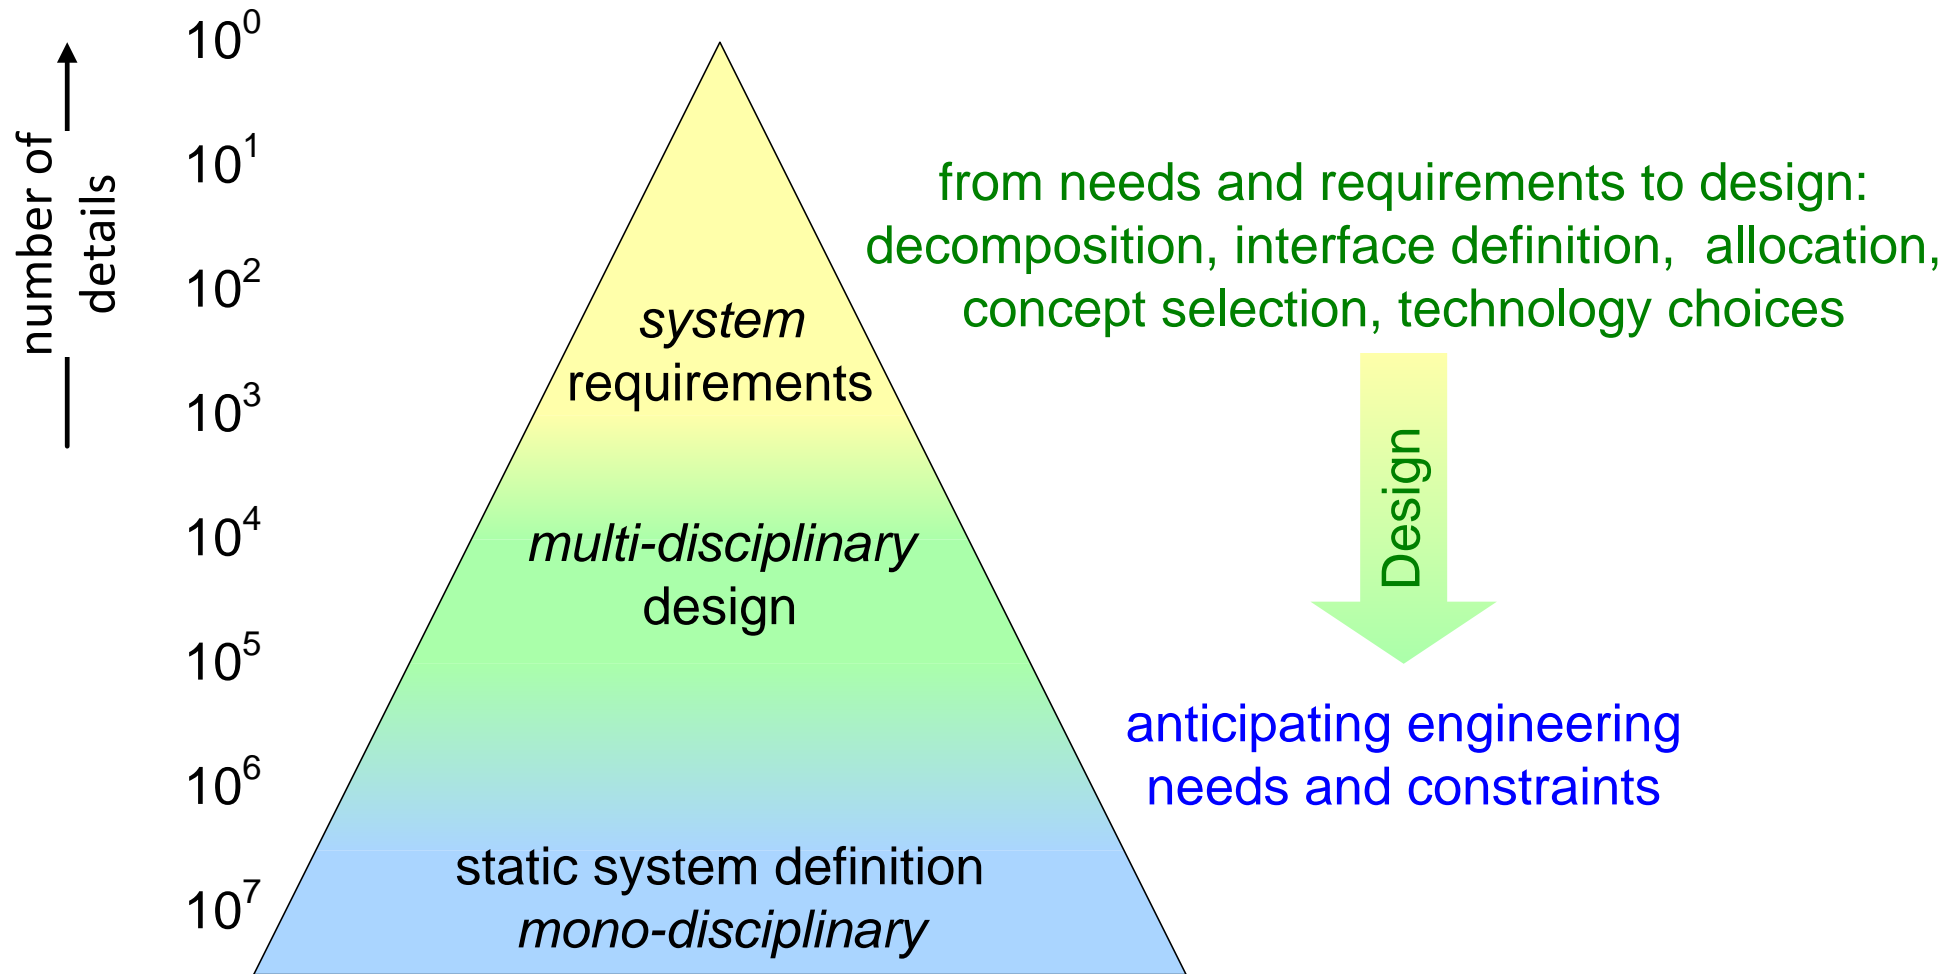 number of
details
10^0
10^1
10^2
10^3
10^4
10^5
10^6
10^7
system
requirements
multi-disciplinary
design
static system definition
mono-disciplinary
from needs and requirements to design:
decomposition, interface definition, allocation,
concept selection, technology choices
Design
anticipating engineering
needs and constraints